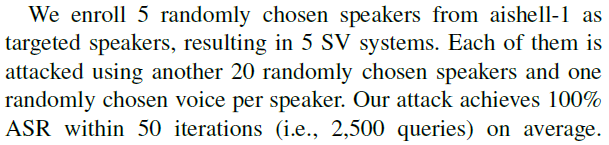 We enroll 5 randomly chosen speakers from aishell-1 as
targeted speakers, resulting in 5 SV systems. Each of them is
attacked using another 20 randomly chosen speakers and one
randomly chosen voice per speaker. Our attack achieves 100%
ASR within 50 iterations (i.e., 2,500 queries) on average.